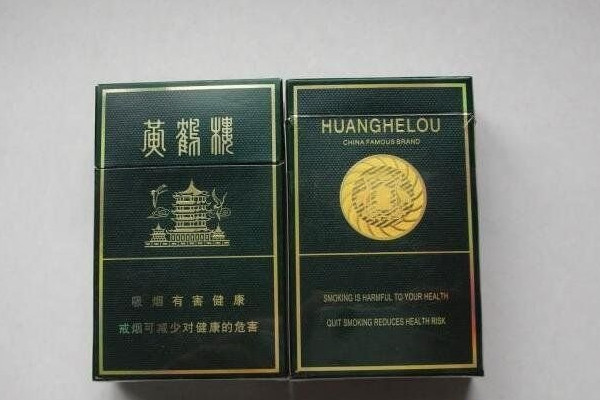 黄鹤楼
吸烟有害健康
戒烟可减少对健康的危害
HUANGHELOU
CHINA FAMOUS BRAND
SMOKING IS HARMFUL TO YOUR HEALTH
QUIT SMOKING REDUCES HEALTH RISK